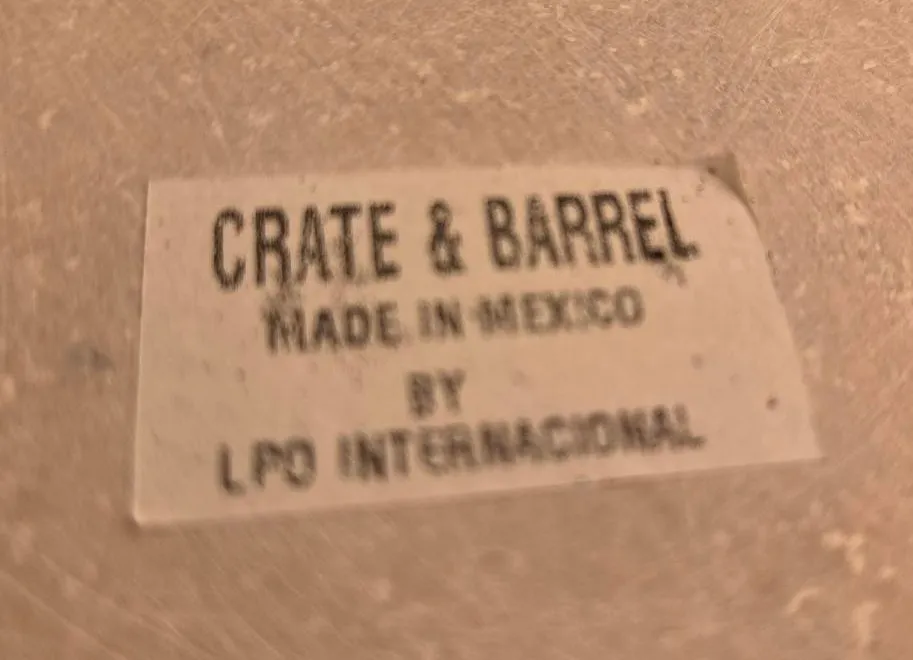 CRATE & BARREL
MADE IN MEXICO
BY
LPO INTERNACIONAL